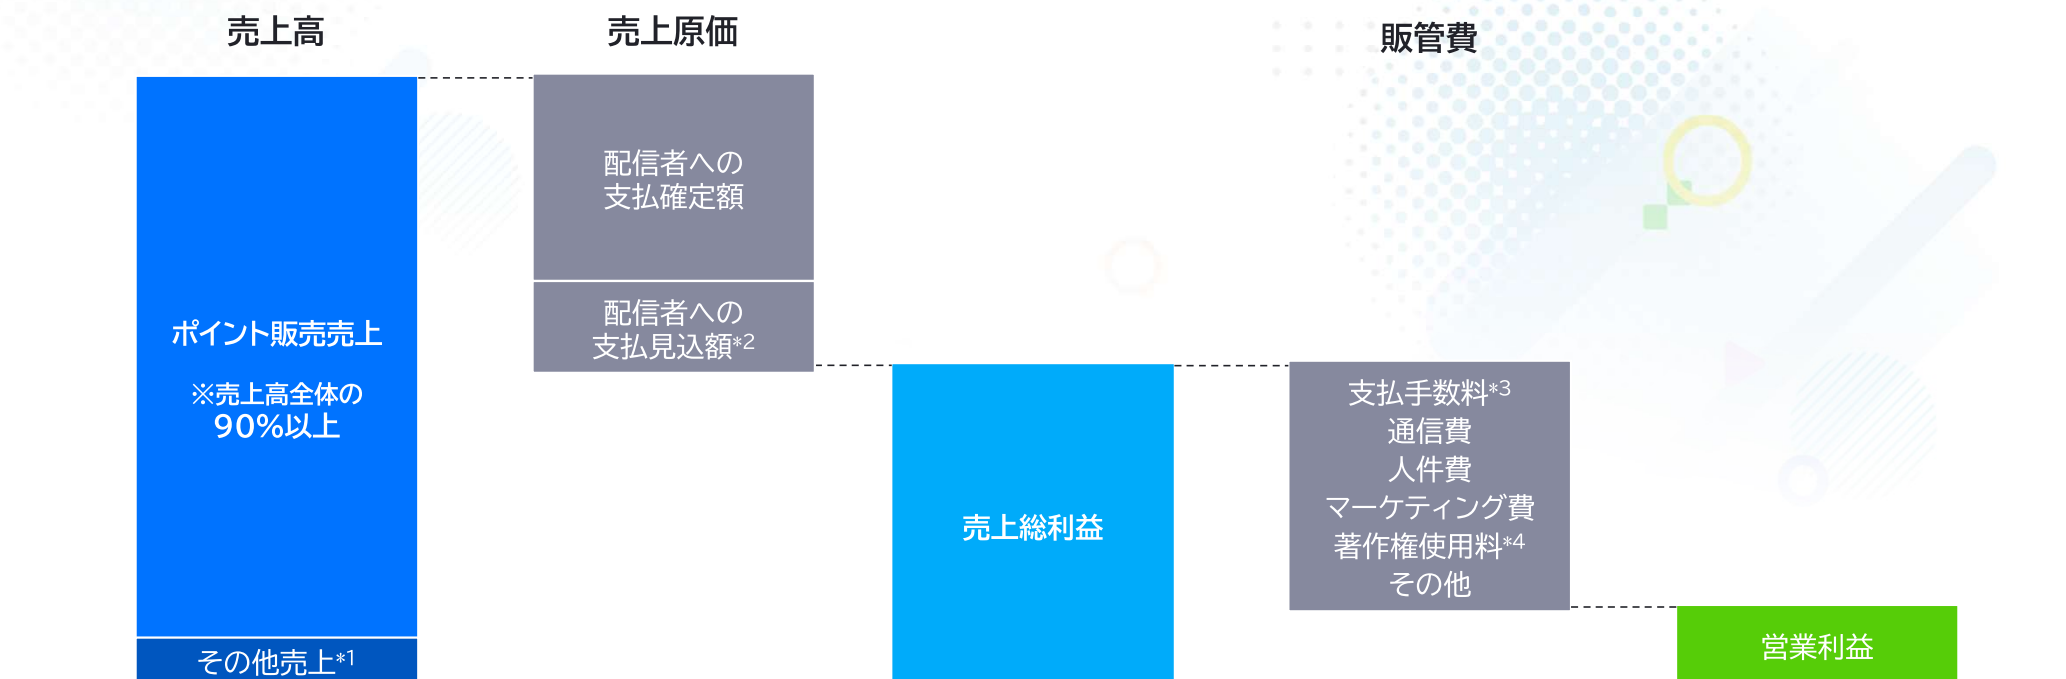 売上高
売上原価
販管費
ポイント販売売上
※売上高全体の
90%以上
その他売上*1
配信者への
支払確定額
配信者への
支払見込額*2
売上総利益
支払手数料*3
通信費
人件費
マーケティング費
著作権使用料*4
その他
営業利益